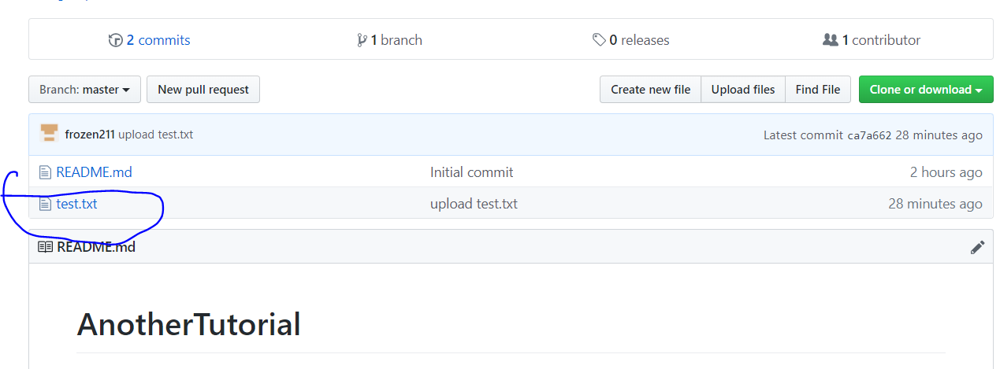 2 commits 1 branch 0 releases 1 contributor
Branch: master New pull request Create new file Upload files Find File Clone or download
frozen211 upload test.txt Latest commit ca7a662 28 minutes ago
README.md Initial commit 2 hours ago
test.txt upload test.txt 28 minutes ago
README.md
AnotherTutorial